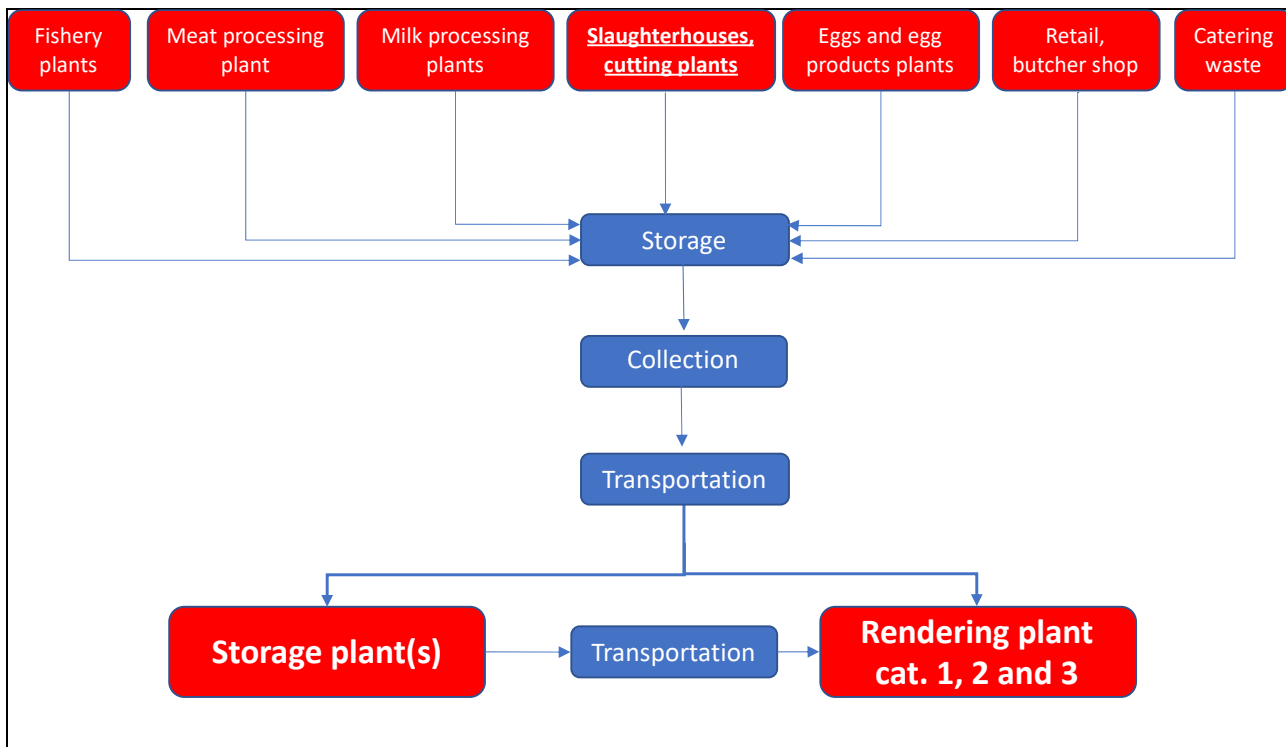 Fishery
plants
Meat processing
plant
Milk processing
plants
Slaughterhouses,
cutting plants
Eggs and egg
products plants
Retail,
butcher shop
Catering
waste
Storage
Collection
Transportation
Storage plant(s)
Transportation
Rendering plant
cat. 1, 2 and 3